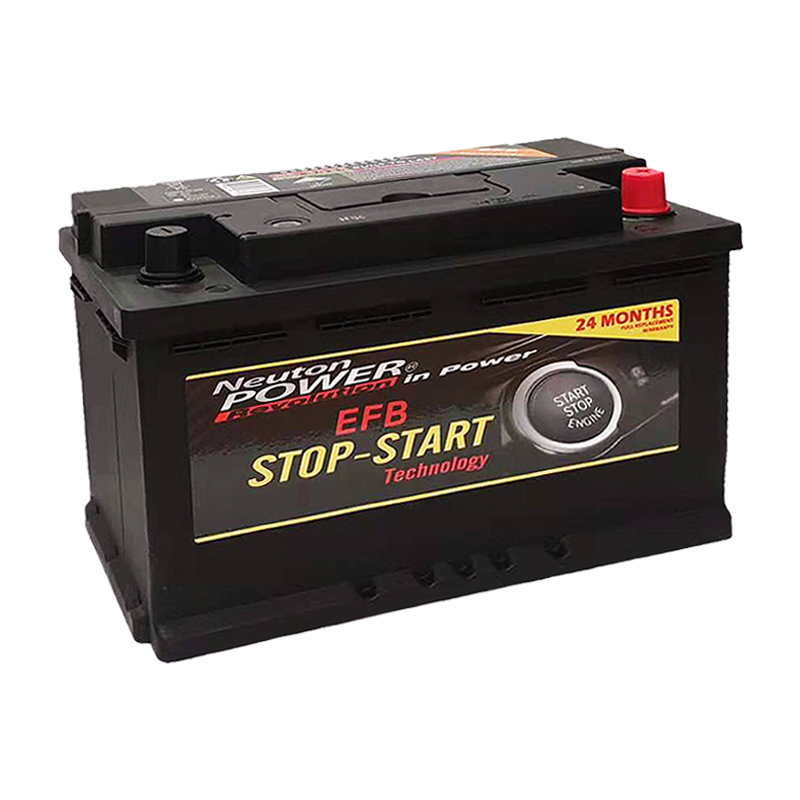 24 MONTHS
FULL REPLACEMENT
WARRANTY
Neuton
POWER®
Revolution in Power
EFB
STOP-START
Technology
START
STOP
ENGINE